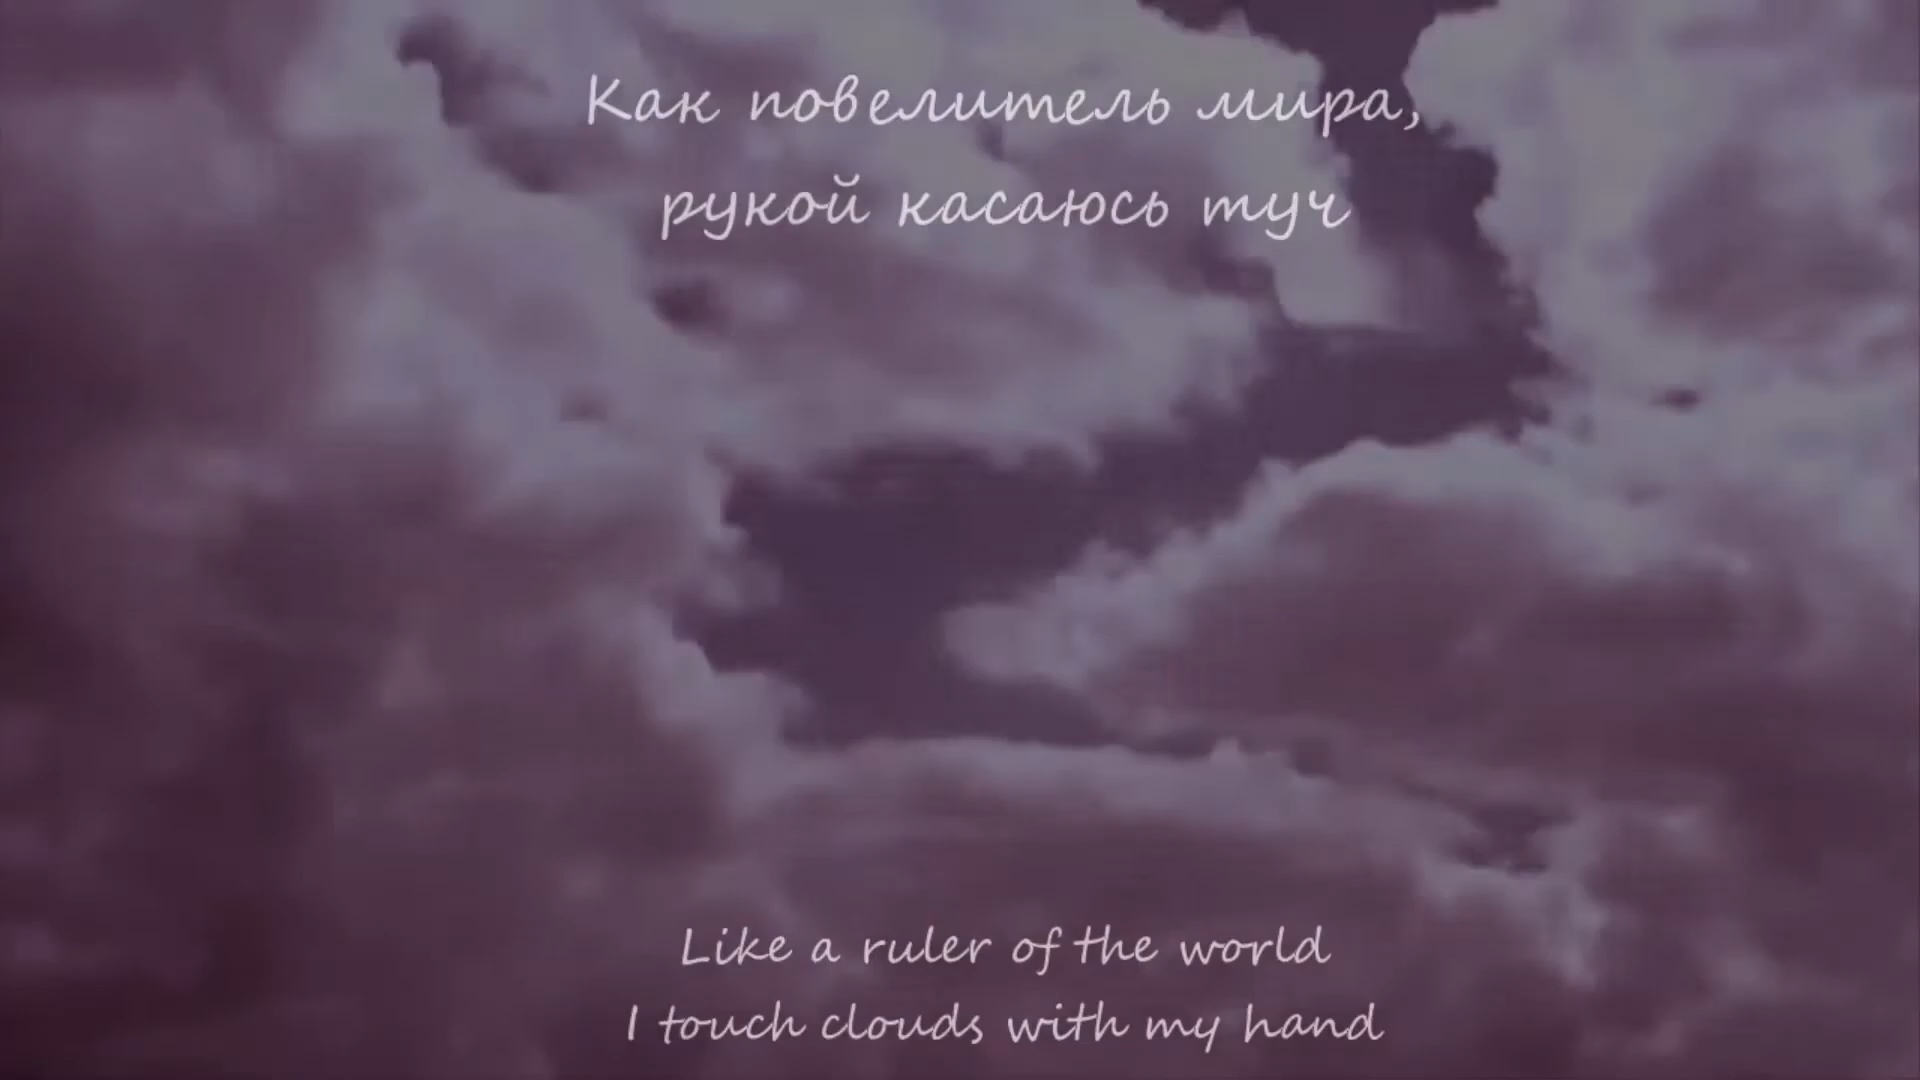 Как повелитель мира,
рукой касаюсь туч
Like a ruler of the world
I touch clouds with my hand